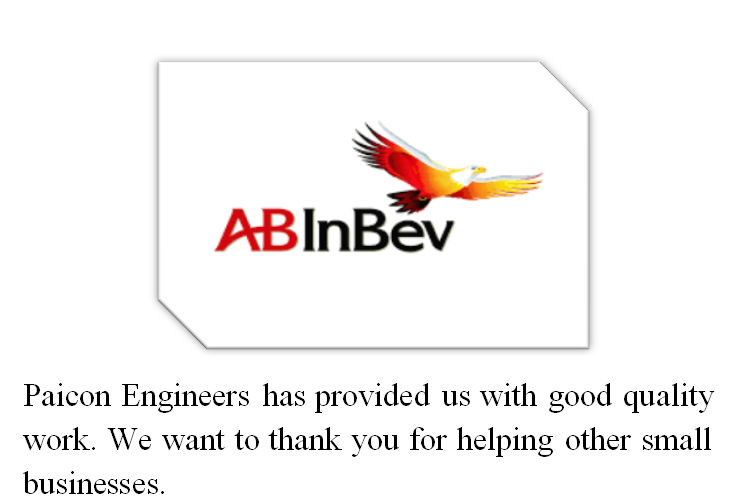 ABInBev
Paicon Engineers has provided us with good quality
work. We want to thank you for helping other small
businesses.